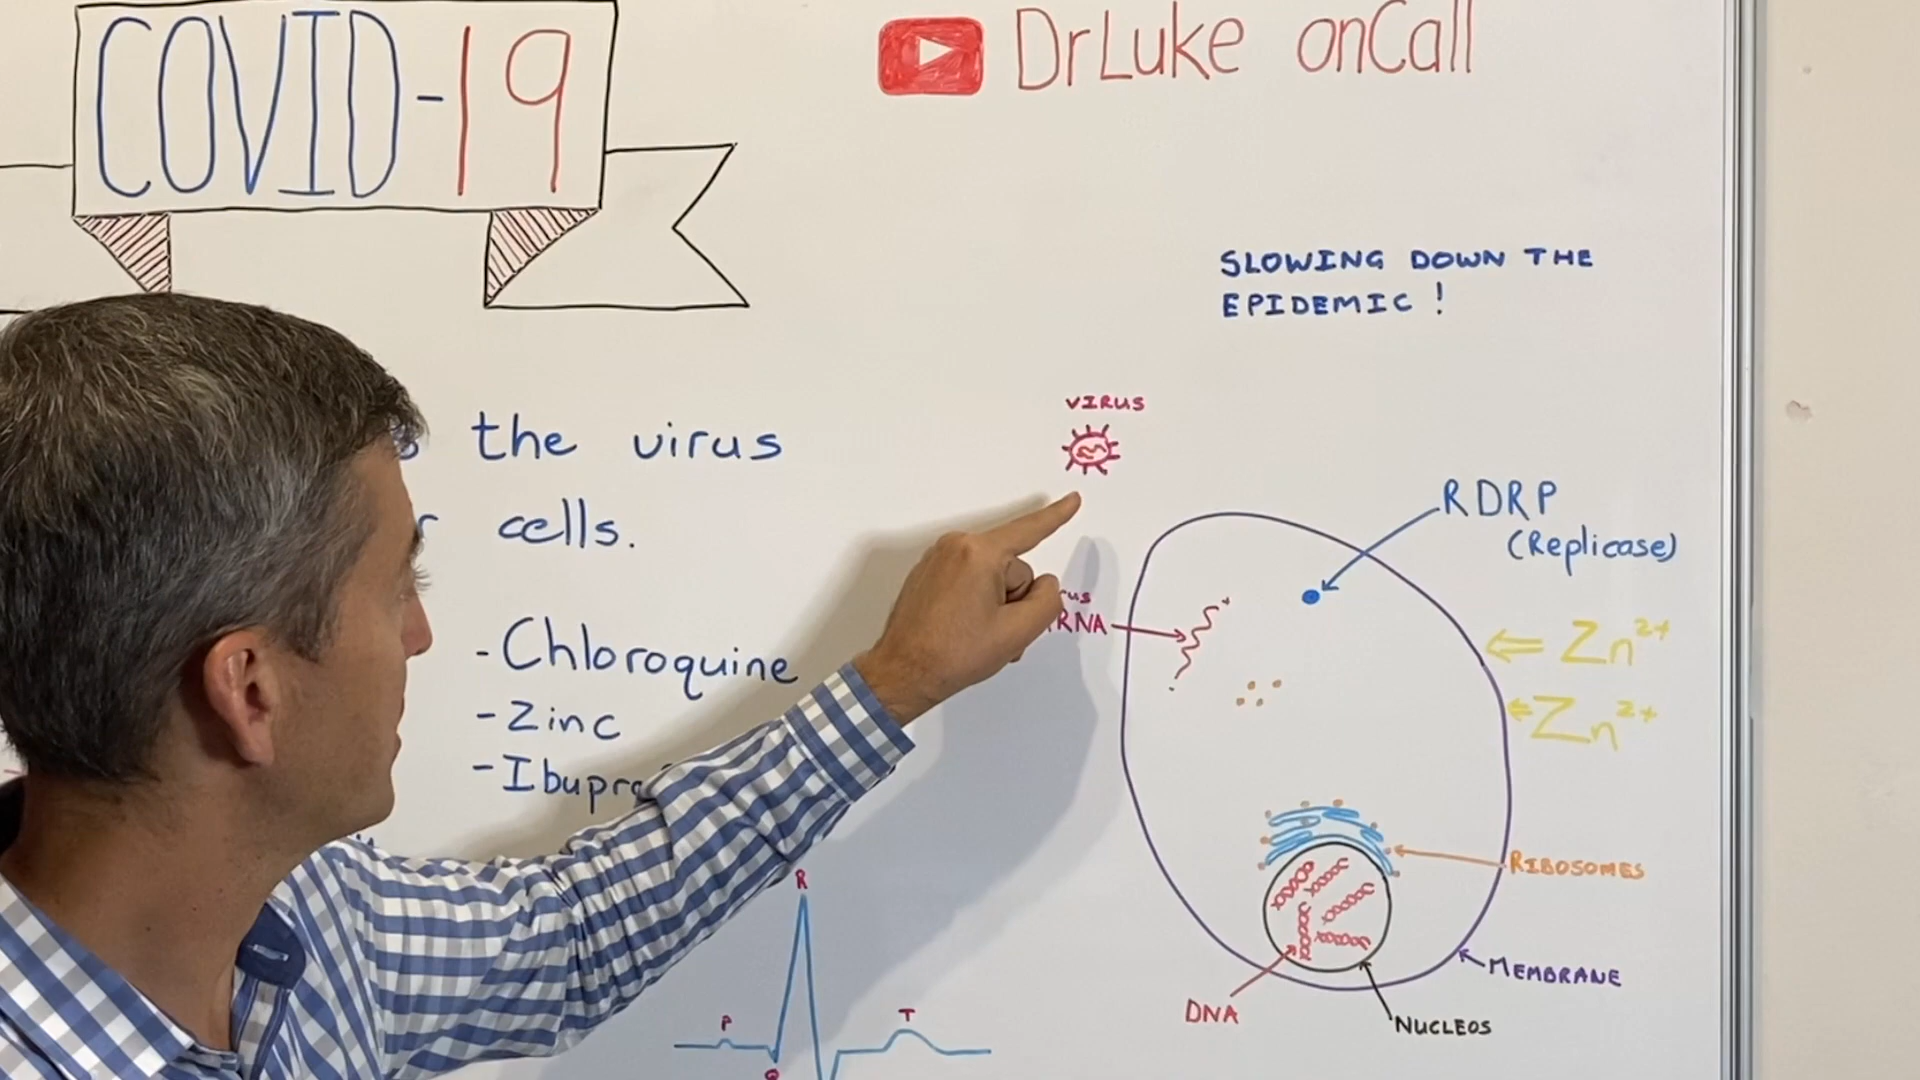 COVID-19
DrLuke onCall
SLOWING DOWN THE
EPIDEMIC !
the virus
cells.
- Chloroquine
- Zinc
- Ibupro
VIRUS
RNA
RDRP
(Replicase)
Zn2+
Zn2+
RIBOSOMES
MEMBRANE
DNA
NUCLEOS
R
P
T
Q